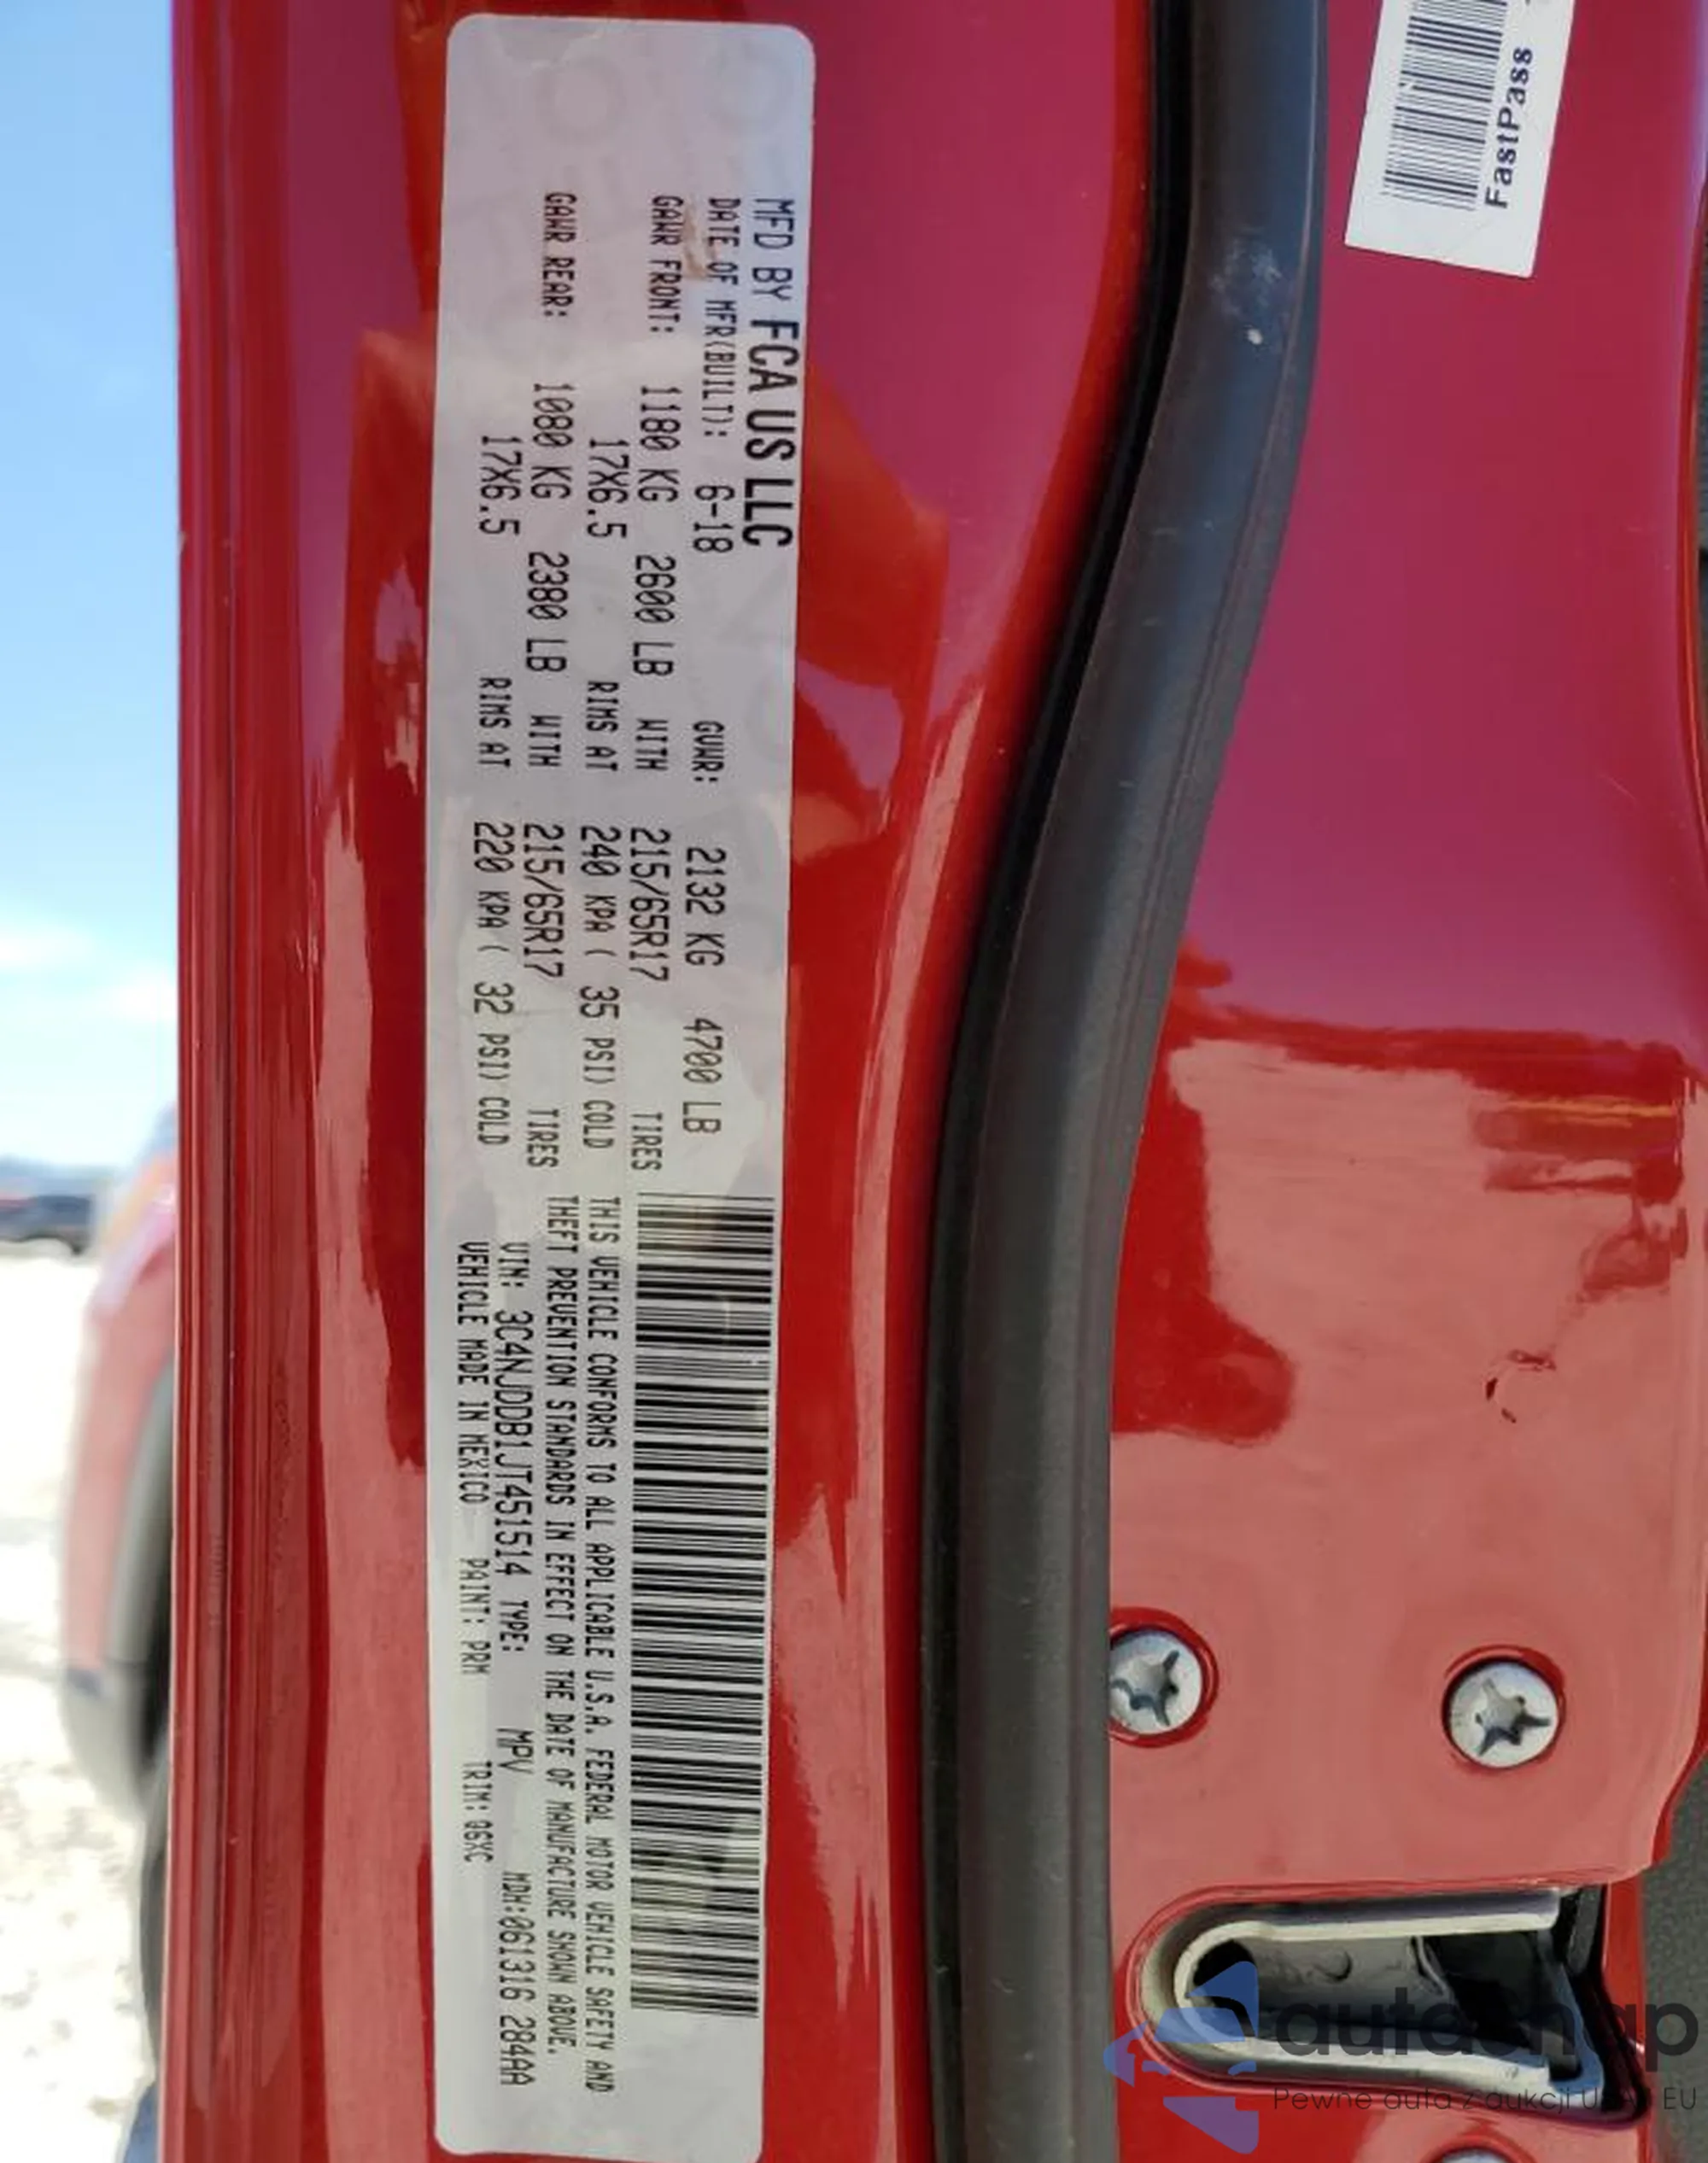 MFD BY FCA US LLC
DATE OF MFR(BUILT): 6-18 GVWR: 2132 KG 4700 LB
GAWR FRONT: 1180 KG 2600 LB WITH 215/65R17 TIRES
17X6.5 RIMS AT 240 KPA ( 35 PSI) COLD
GAWR REAR: 1080 KG 2380 LB WITH 215/65R17 TIRES
17X6.5 RIMS AT 220 KPA ( 32 PSI) COLD
THIS VEHICLE CONFORMS TO ALL APPLICABLE U.S.A. FEDERAL MOTOR VEHICLE SAFETY AND
THEFT PREVENTION STANDARDS IN EFFECT ON THE DATE OF MANUFACTURE SHOWN ABOVE.
VIN: 3C4NJDDB1JT451514 TYPE: MPV MDH:061316 284AA
VEHICLE MADE IN MEXICO PAINT: PRM TRIM: Q6XC
FastPass
autosnap
Pewne auta z aukcji USA i EU